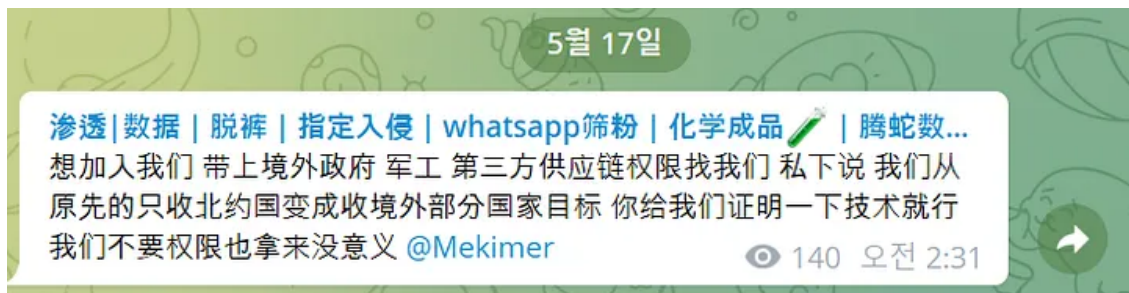 5월 17일
渗透|数据 | 脱裤 | 指定入侵 | whatsapp筛粉 | 化学成品🧪 | 腾蛇数...
想加入我们 带上境外政府 军工 第三方供应链权限找我们 私下说 我们从
原先的只收北约国变成收境外部分国家目标 你给我们证明一下技术就行
我们不要权限也拿来没意义 @Mekimer
140 오전 2:31